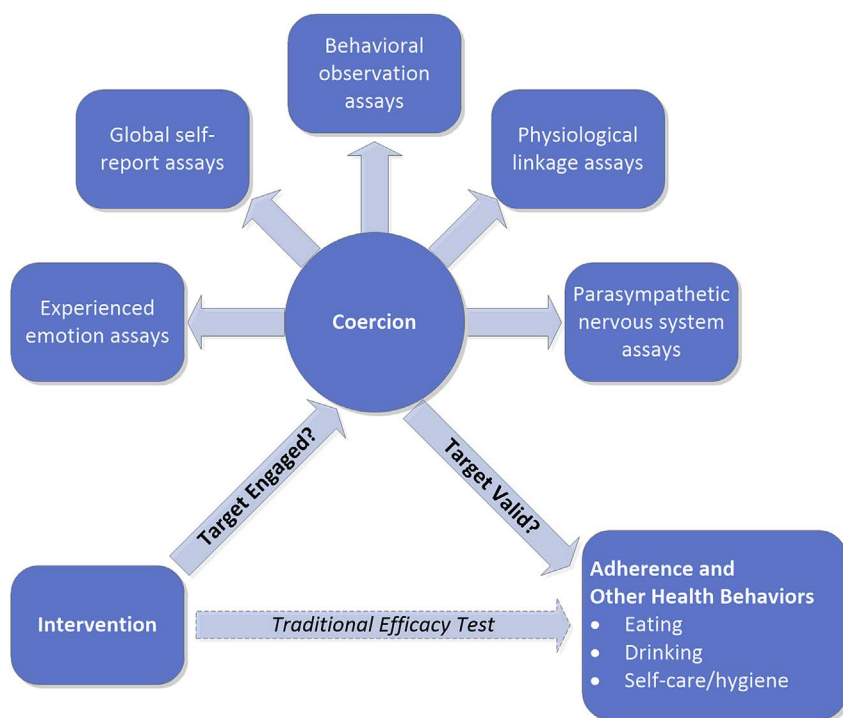 Behavioral
observation
assays
Global self-
report assays
Physiological
linkage assays
Experienced
emotion assays
Coercion
Parasympathetic
nervous system
assays
Target Engaged?
Target Valid?
Intervention
Traditional Efficacy Test
Adherence and
Other Health Behaviors
• Eating
• Drinking
• Self-care/hygiene